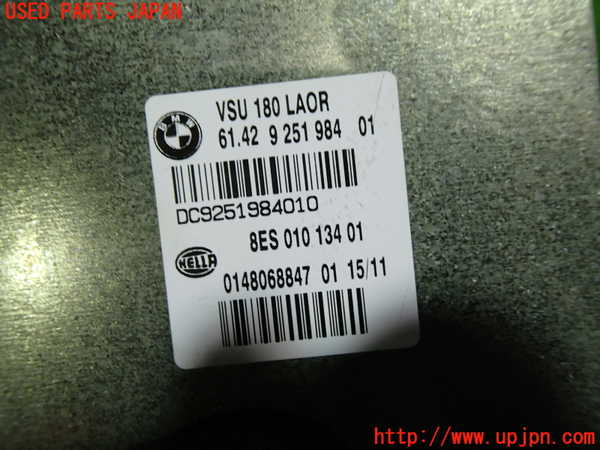 USED PARTS JAPAN
BMW
VSU 180 LAOR
61.42 9 251 984 01
DC9251984010
8ES 010 134 01
HELLA
0148068847 01 15/11
http://www.upjpn.com/